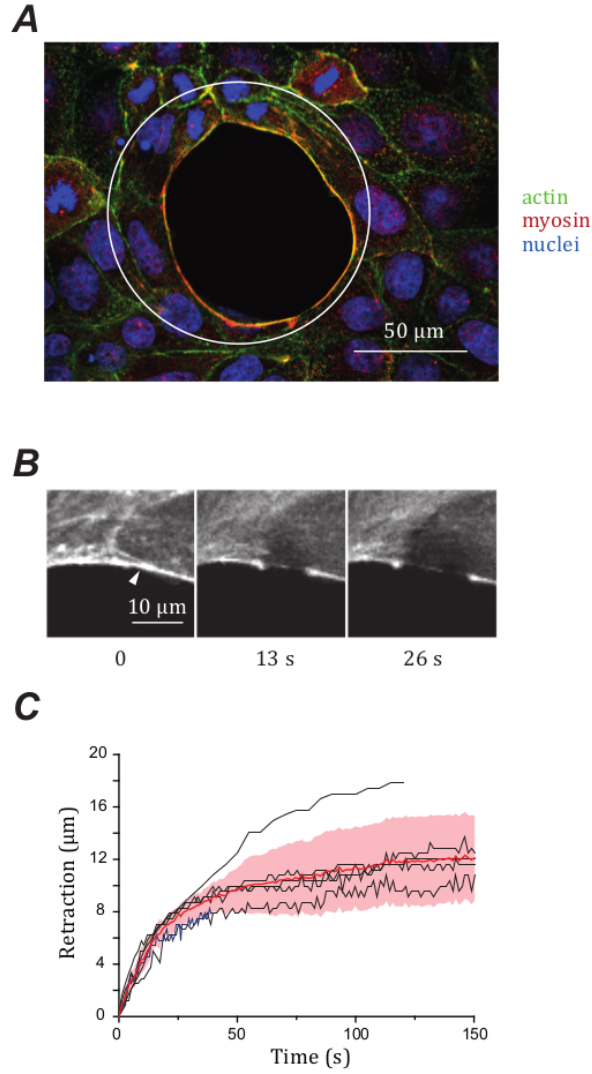 A
actin
myosin
nuclei
50 μm
B
10 μm
0 13 s 26 s
C
20
16
12
8
4
0
Retraction (μm)
0 50 100 150
Time (s)